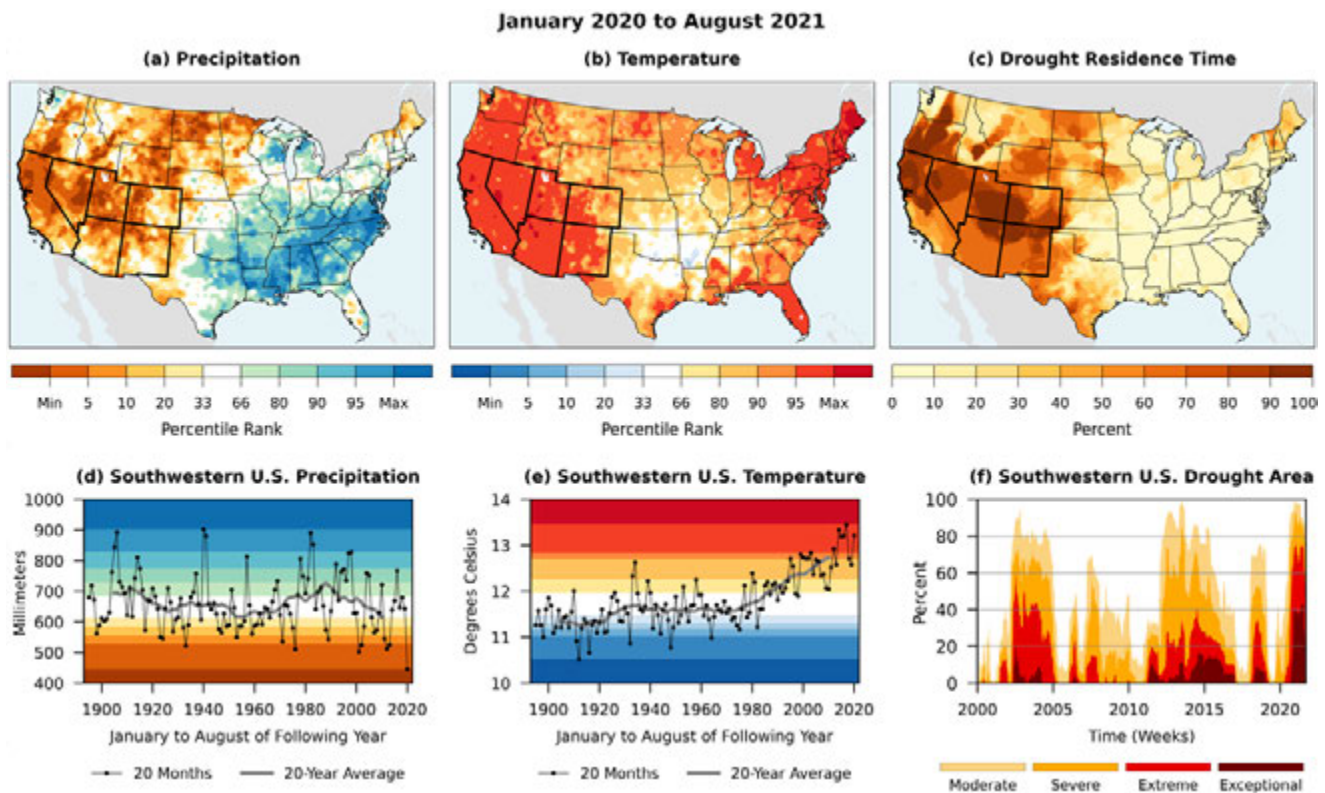 January 2020 to August 2021
(a) Precipitation
(b) Temperature
(c) Drought Residence Time
Min 5 10 20 33 66 80 90 95 Max
Percentile Rank
Min 5 10 20 33 66 80 90 95 Max
Percentile Rank
0 10 20 30 40 50 60 70 80 90 100
Percent
(d) Southwestern U.S. Precipitation
1000
900
800
700
600
500
400
Millimeters
1900 1920 1940 1960 1980 2000 2020
January to August of Following Year
20 Months 20-Year Average
(e) Southwestern U.S. Temperature
14
13
12
11
10
Degrees Celsius
1900 1920 1940 1960 1980 2000 2020
January to August of Following Year
20 Months 20-Year Average
(f) Southwestern U.S. Drought Area
100
80
60
40
20
0
Percent
2000 2005 2010 2015 2020
Time (Weeks)
Moderate Severe Extreme Exceptional